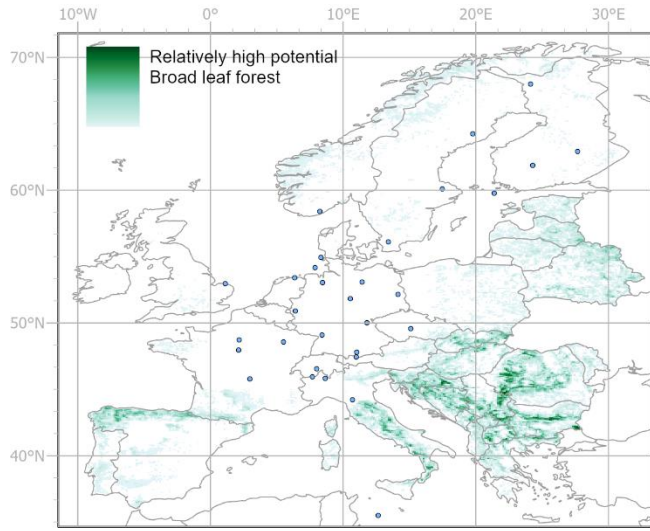 10°W 0° 10°E 20°E 30°E
70°N
Relatively high potential
Broad leaf forest
60°N
50°N
40°N